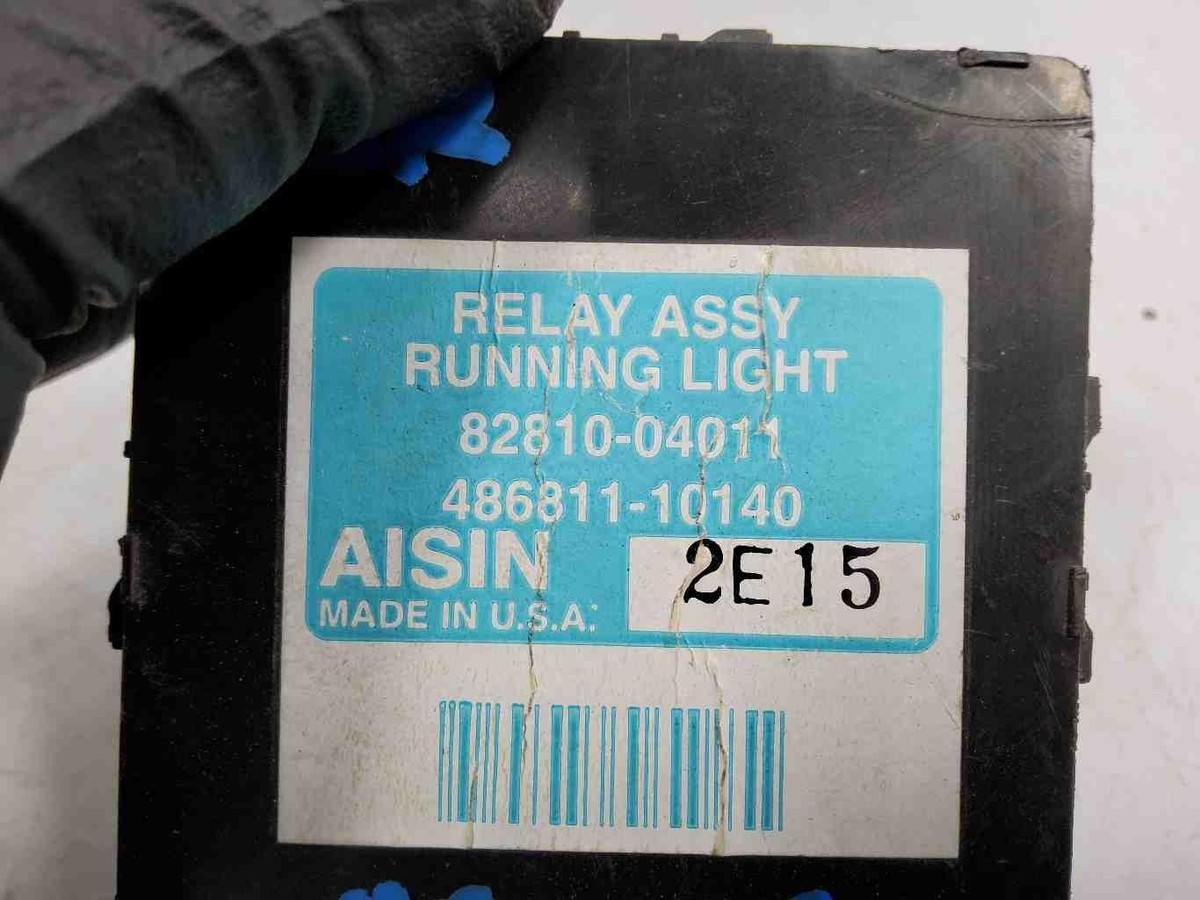 RELAY ASSY
RUNNING LIGHT
82810-04011
486811-10140
AISIN
2E15
MADE IN U.S.A.